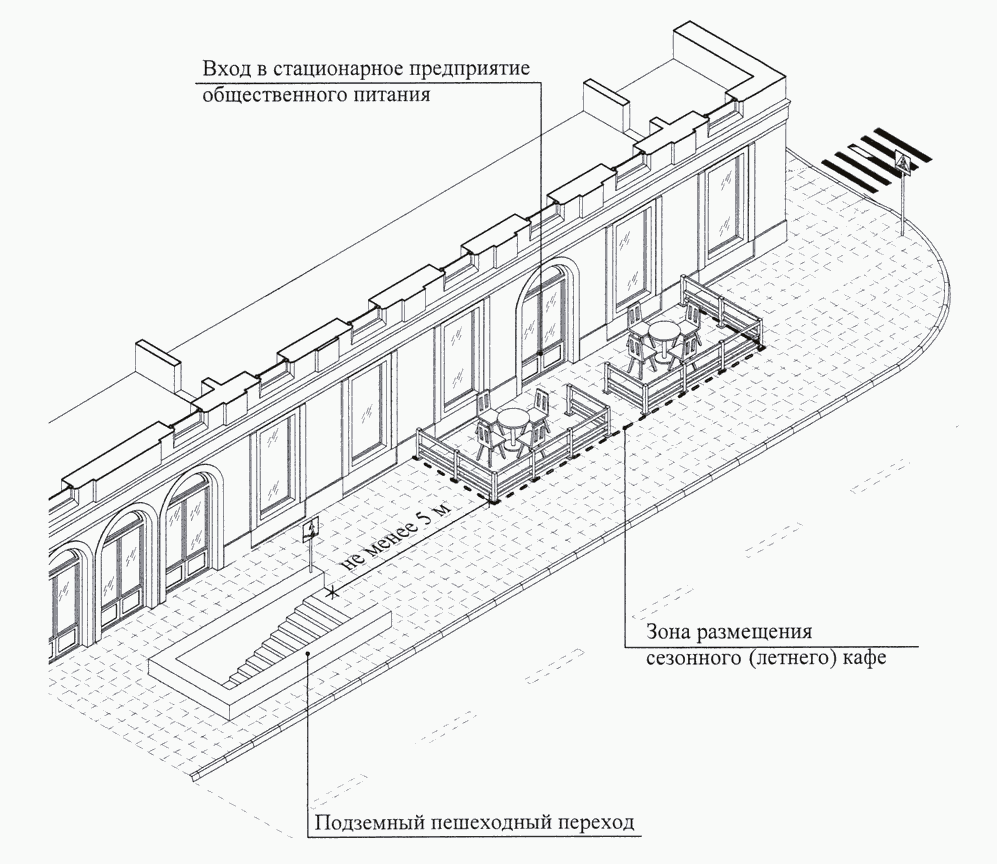 Вход в стационарное предприятие
общественного питания
не менее 5 м
Зона размещения
сезонного (летнего) кафе
Подземный пешеходный переход